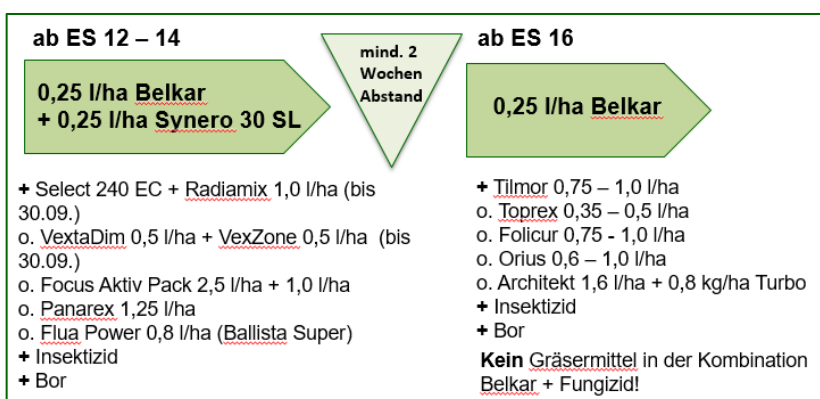 ab ES 12 – 14
0,25 l/ha Belkar
+ 0,25 l/ha Synero 30 SL
+ Select 240 EC + Radiamix 1,0 l/ha (bis
30.09.)
o. VextaDim 0,5 l/ha + VexZone 0,5 l/ha (bis
30.09.)
o. Focus Aktiv Pack 2,5 l/ha + 1,0 l/ha
o. Panarex 1,25 l/ha
o. Flua Power 0,8 l/ha (Ballista Super)
+ Insektizid
+ Bor
mind. 2
Wochen
Abstand
ab ES 16
0,25 l/ha Belkar
+ Tilmor 0,75 – 1,0 l/ha
o. Toprex 0,35 – 0,5 l/ha
o. Folicur 0,75 - 1,0 l/ha
o. Orius 0,6 – 1,0 l/ha
o. Architekt 1,6 l/ha + 0,8 kg/ha Turbo
+ Insektizid
+ Bor
Kein Gräsermittel in der Kombination
Belkar + Fungizid!